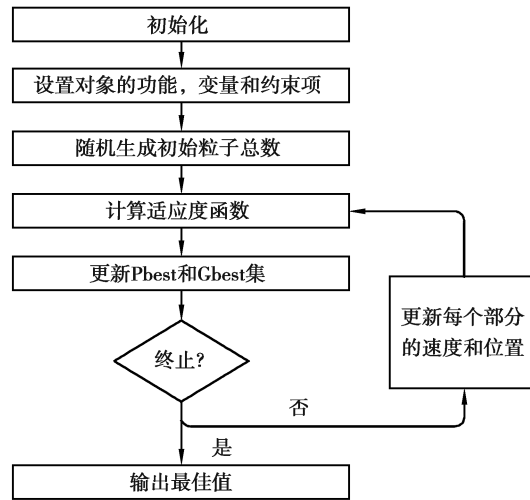 初始化
设置对象的功能，变量和约束项
随机生成初始粒子总数
计算适应度函数
更新Pbest和Gbest集
更新每个部分
的速度和位置
终止？
否
是
输出最佳值